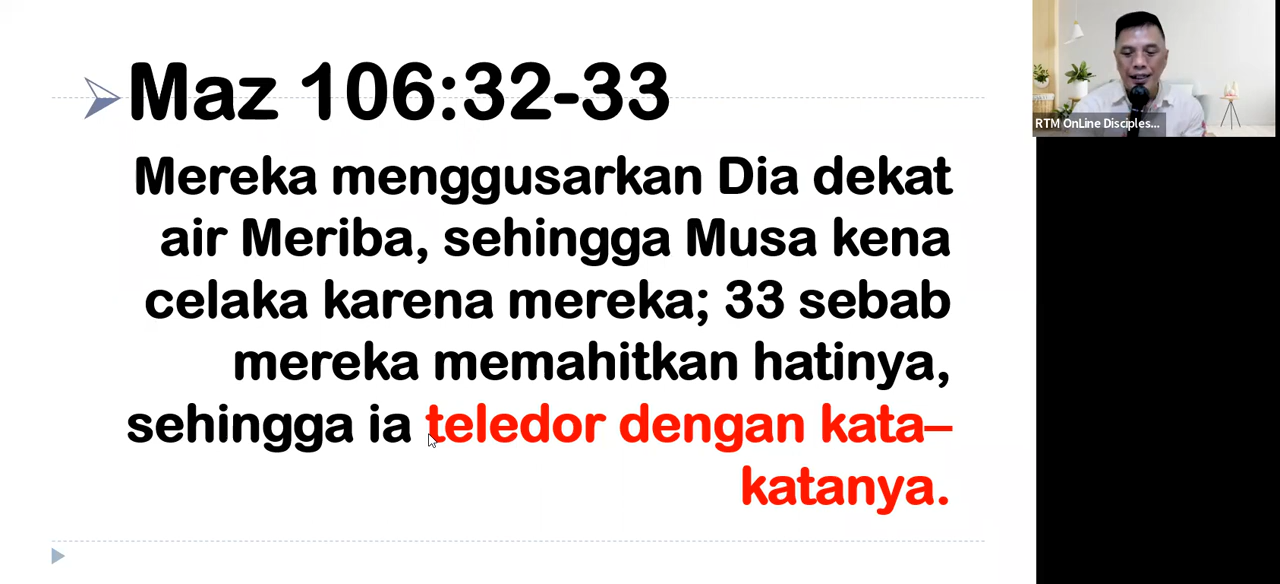 Maz 106:32-33
Mereka menggusarkan Dia dekat
air Meriba, sehingga Musa kena
celaka karena mereka; 33 sebab
mereka memahitkan hatinya,
sehingga ia teledor dengan kata–
katanya.
RTM OnLine Disciples...